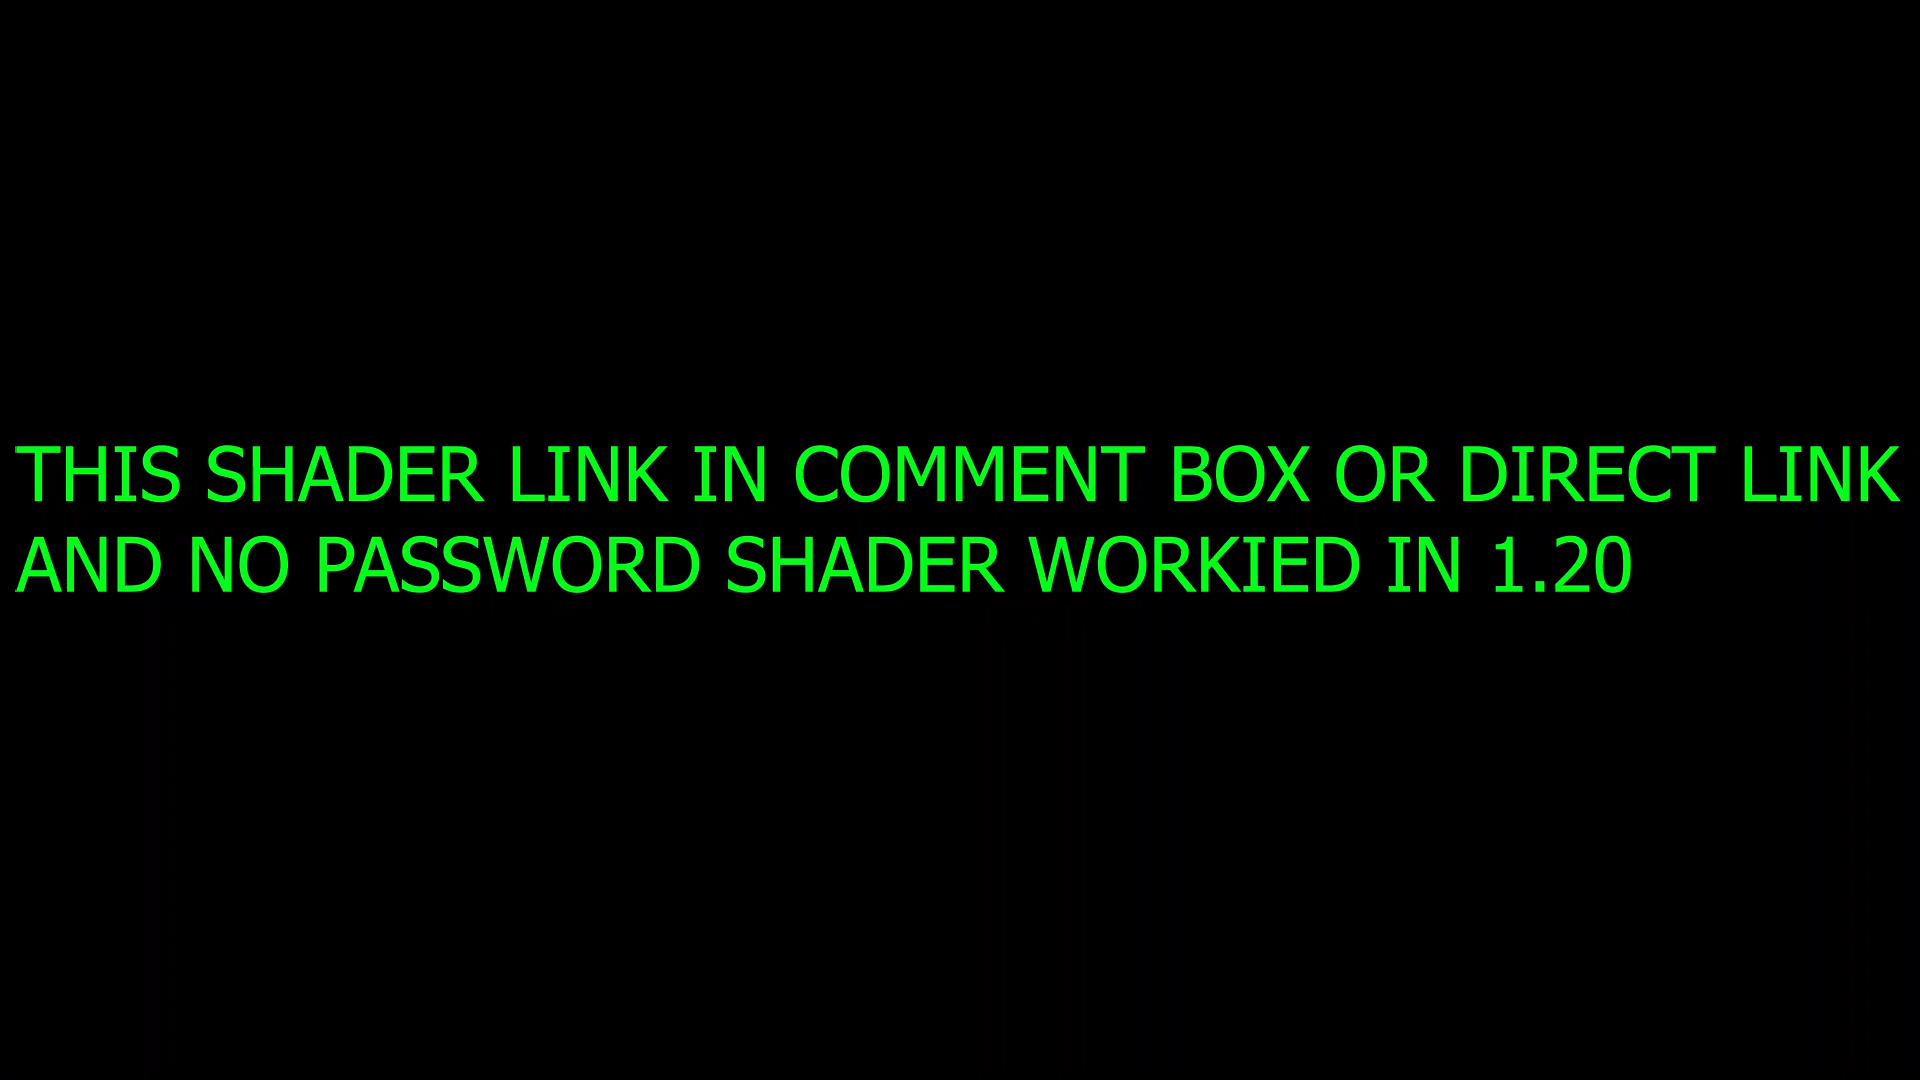 THIS SHADER LINK IN COMMENT BOX OR DIRECT LINK
AND NO PASSWORD SHADER WORKIED IN 1.20